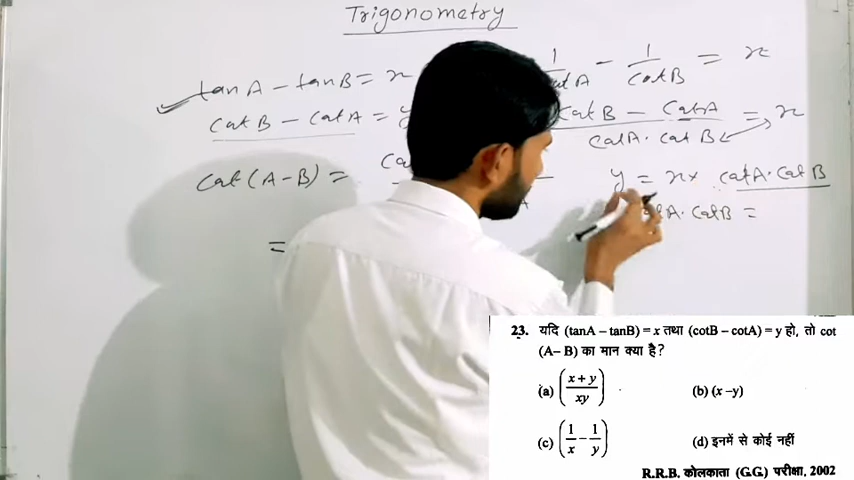 Trigonometry
tanA - tanB = x
1/cotA - 1/cotB = x
cotB - cotA =
cotB - cotA / cotA · cotB = x
cot(A-B) =
y = x × cotA · cotB
cotA · cotB =
=
23. यदि (tanA – tanB) = x तथा (cotB – cotA) = y हो, तो cot
(A– B) का मान क्या है?
(a) (x + y / xy) (b) (x –y)
(c) (1/x – 1/y) (d) इनमें से कोई नहीं
R.R.B. कोलकाता (G.G.) परीक्षा, 2002